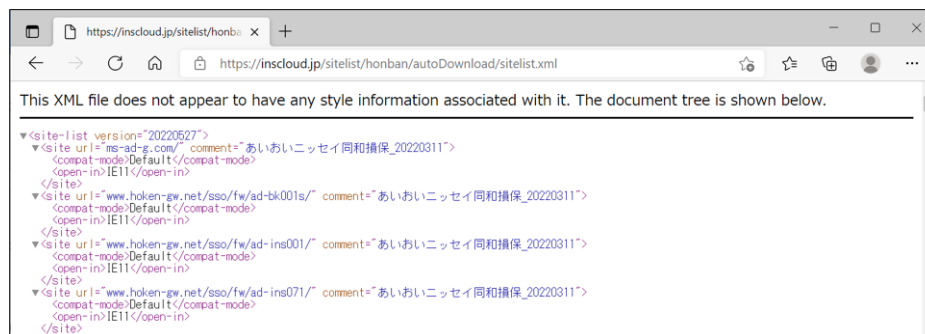 https://inscloud.jp/sitelist/honba
https://inscloud.jp/sitelist/honban/autoDownload/sitelist.xml
This XML file does not appear to have any style information associated with it. The document tree is shown below.
▼<site-list version="20220527">
▼<site url="ms-ad-g.com/" comment="あいおいニッセイ同和損保_20220311">
<compat-mode>Default</compat-mode>
<open-in>IE11</open-in>
</site>
▼<site url="www.hoken-gw.net/sso/fw/ad-bk001s/" comment="あいおいニッセイ同和損保_20220311">
<compat-mode>Default</compat-mode>
<open-in>IE11</open-in>
</site>
▼<site url="www.hoken-gw.net/sso/fw/ad-ins001/" comment="あいおいニッセイ同和損保_20220311">
<compat-mode>Default</compat-mode>
<open-in>IE11</open-in>
</site>
▼<site url="www.hoken-gw.net/sso/fw/ad-ins071/" comment="あいおいニッセイ同和損保_20220311">
<compat-mode>Default</compat-mode>
<open-in>IE11</open-in>
</site>